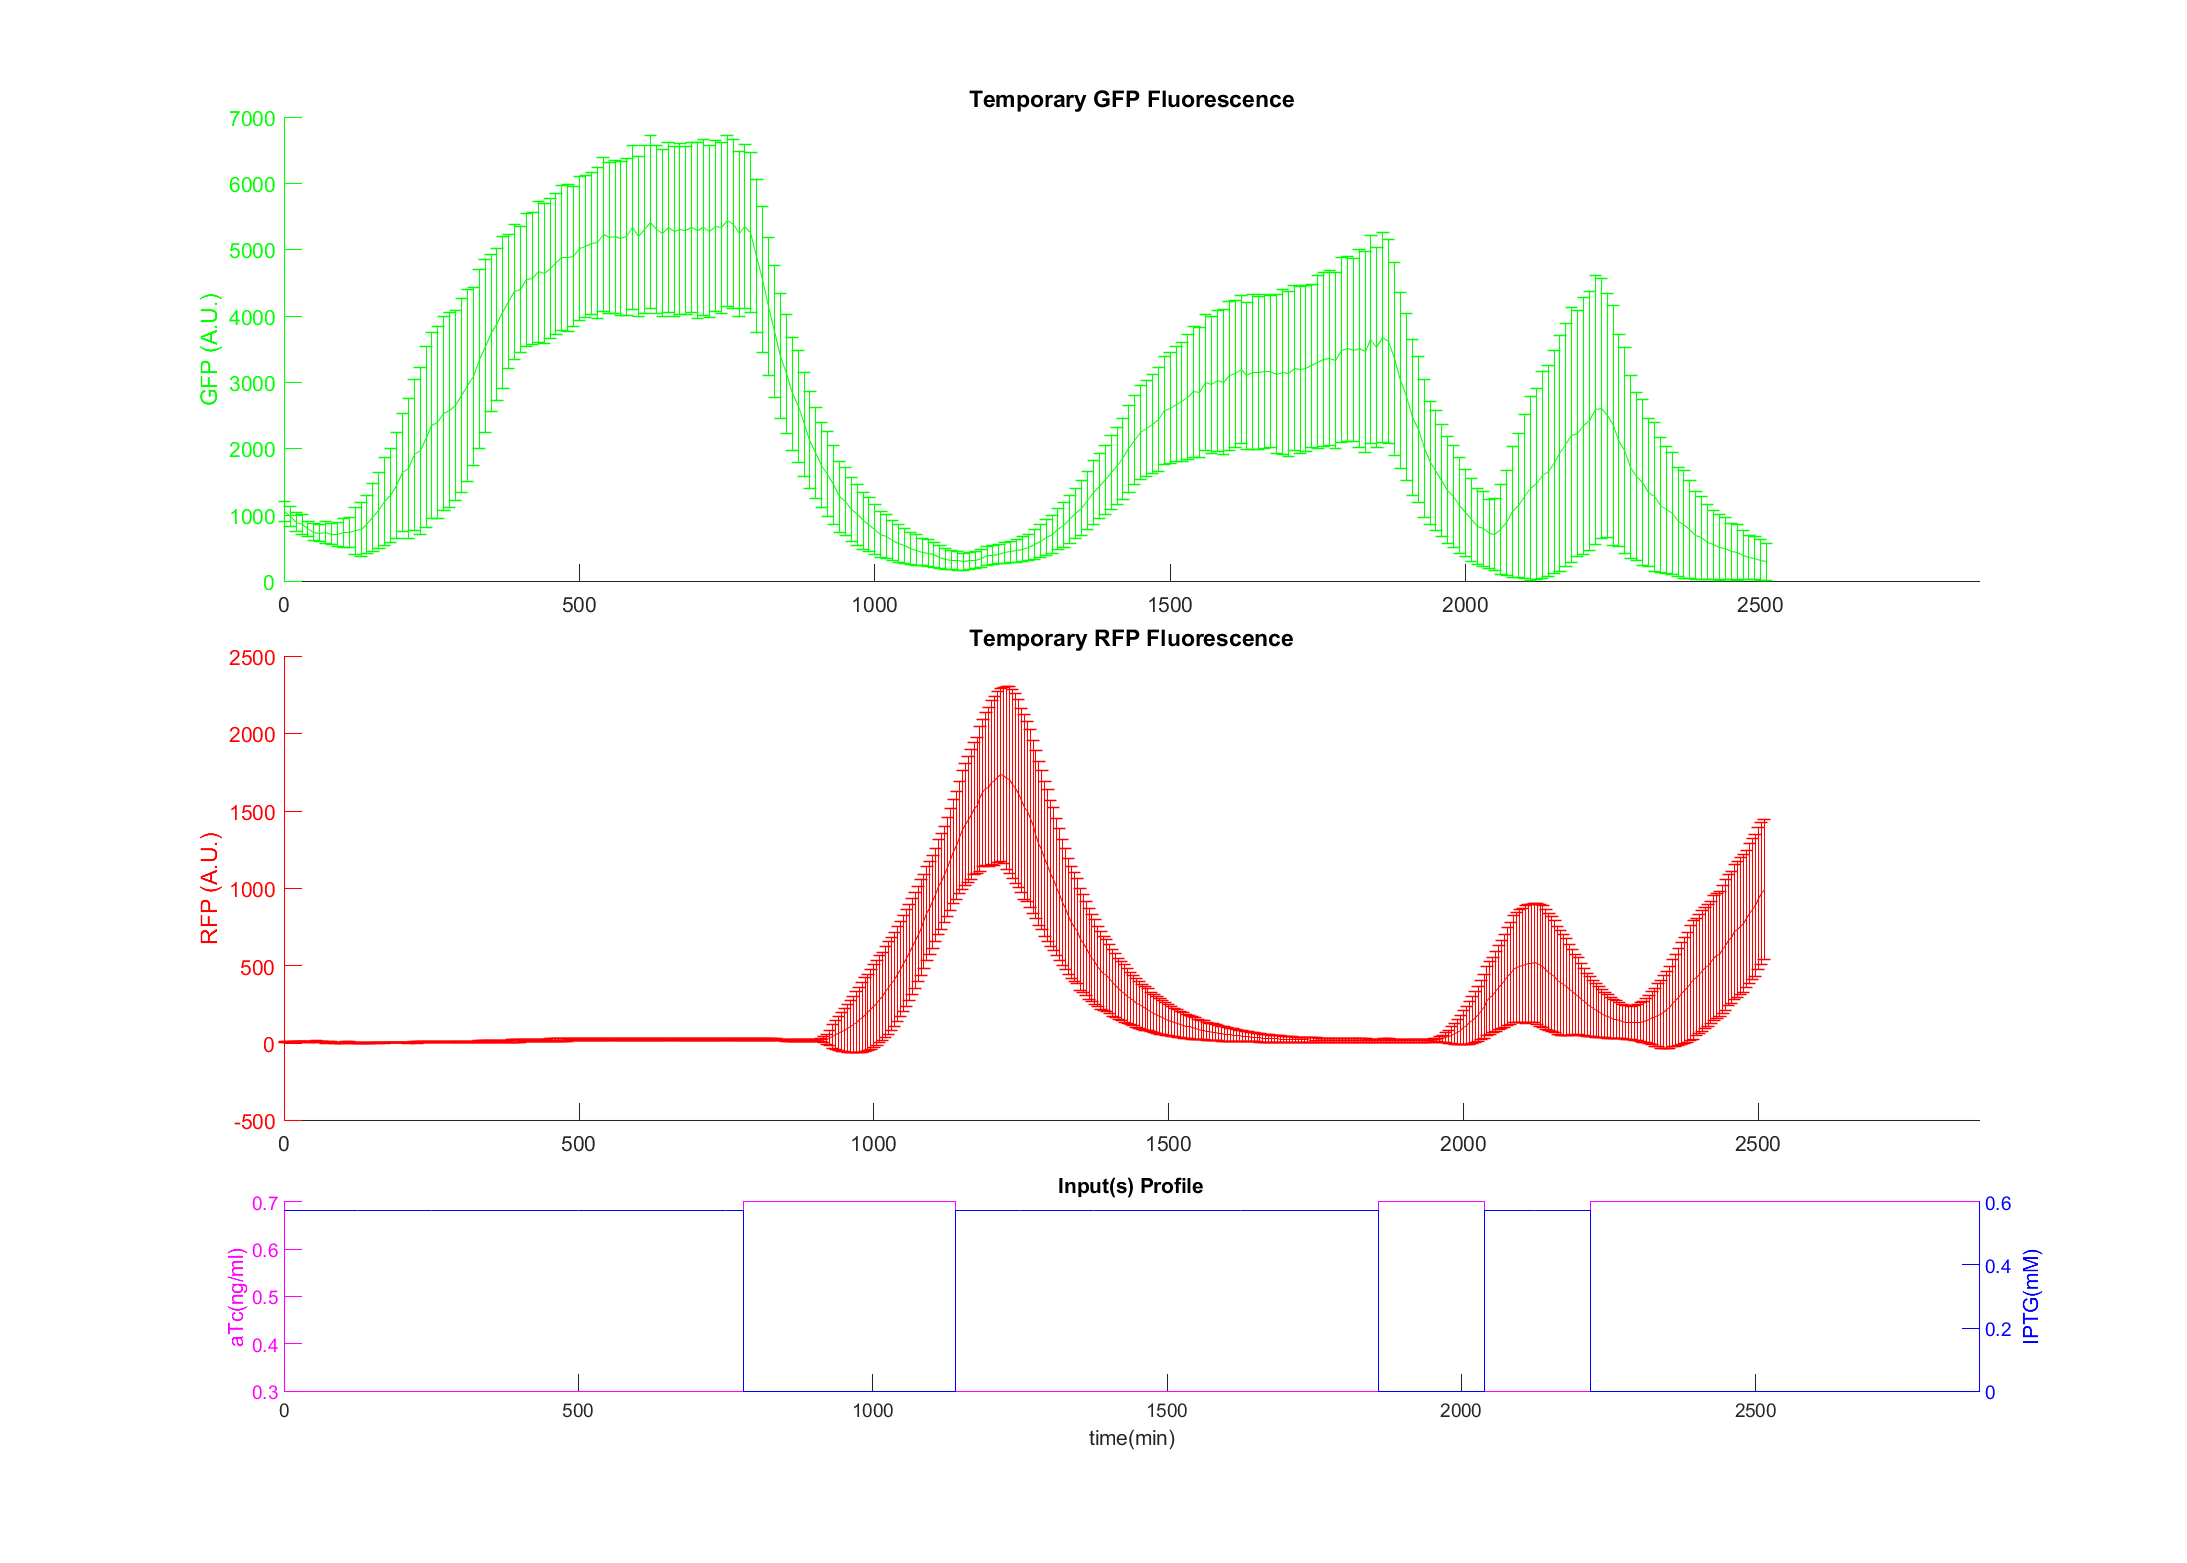 Temporary GFP Fluorescence
7000
6000
5000
4000
3000
2000
1000
0
GFP (A.U.)
0 500 1000 1500 2000 2500
Temporary RFP Fluorescence
2500
2000
1500
1000
500
0
-500
RFP (A.U.)
0 500 1000 1500 2000 2500
Input(s) Profile
0.7
0.6
0.5
0.4
0.3
aTc(ng/ml)
0.6
0.4
0.2
0
IPTG(mM)
0 500 1000 1500 2000 2500
time(min)